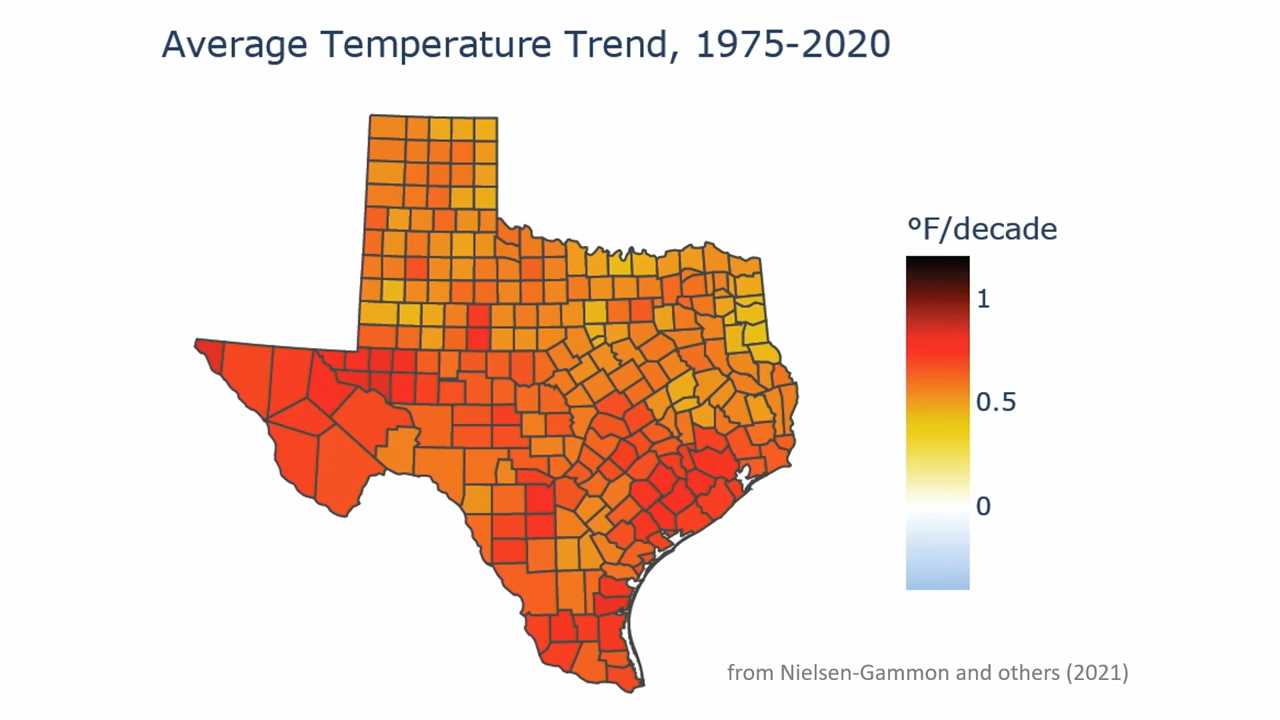 Average Temperature Trend, 1975-2020
°F/decade
1
0.5
0
from Nielsen-Gammon and others (2021)